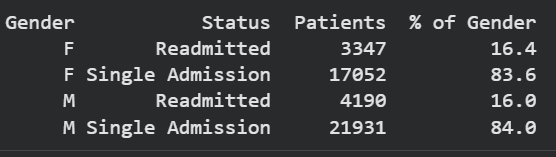 Gender Status Patients % of Gender
F Readmitted 3347 16.4
F Single Admission 17052 83.6
M Readmitted 4190 16.0
M Single Admission 21931 84.0